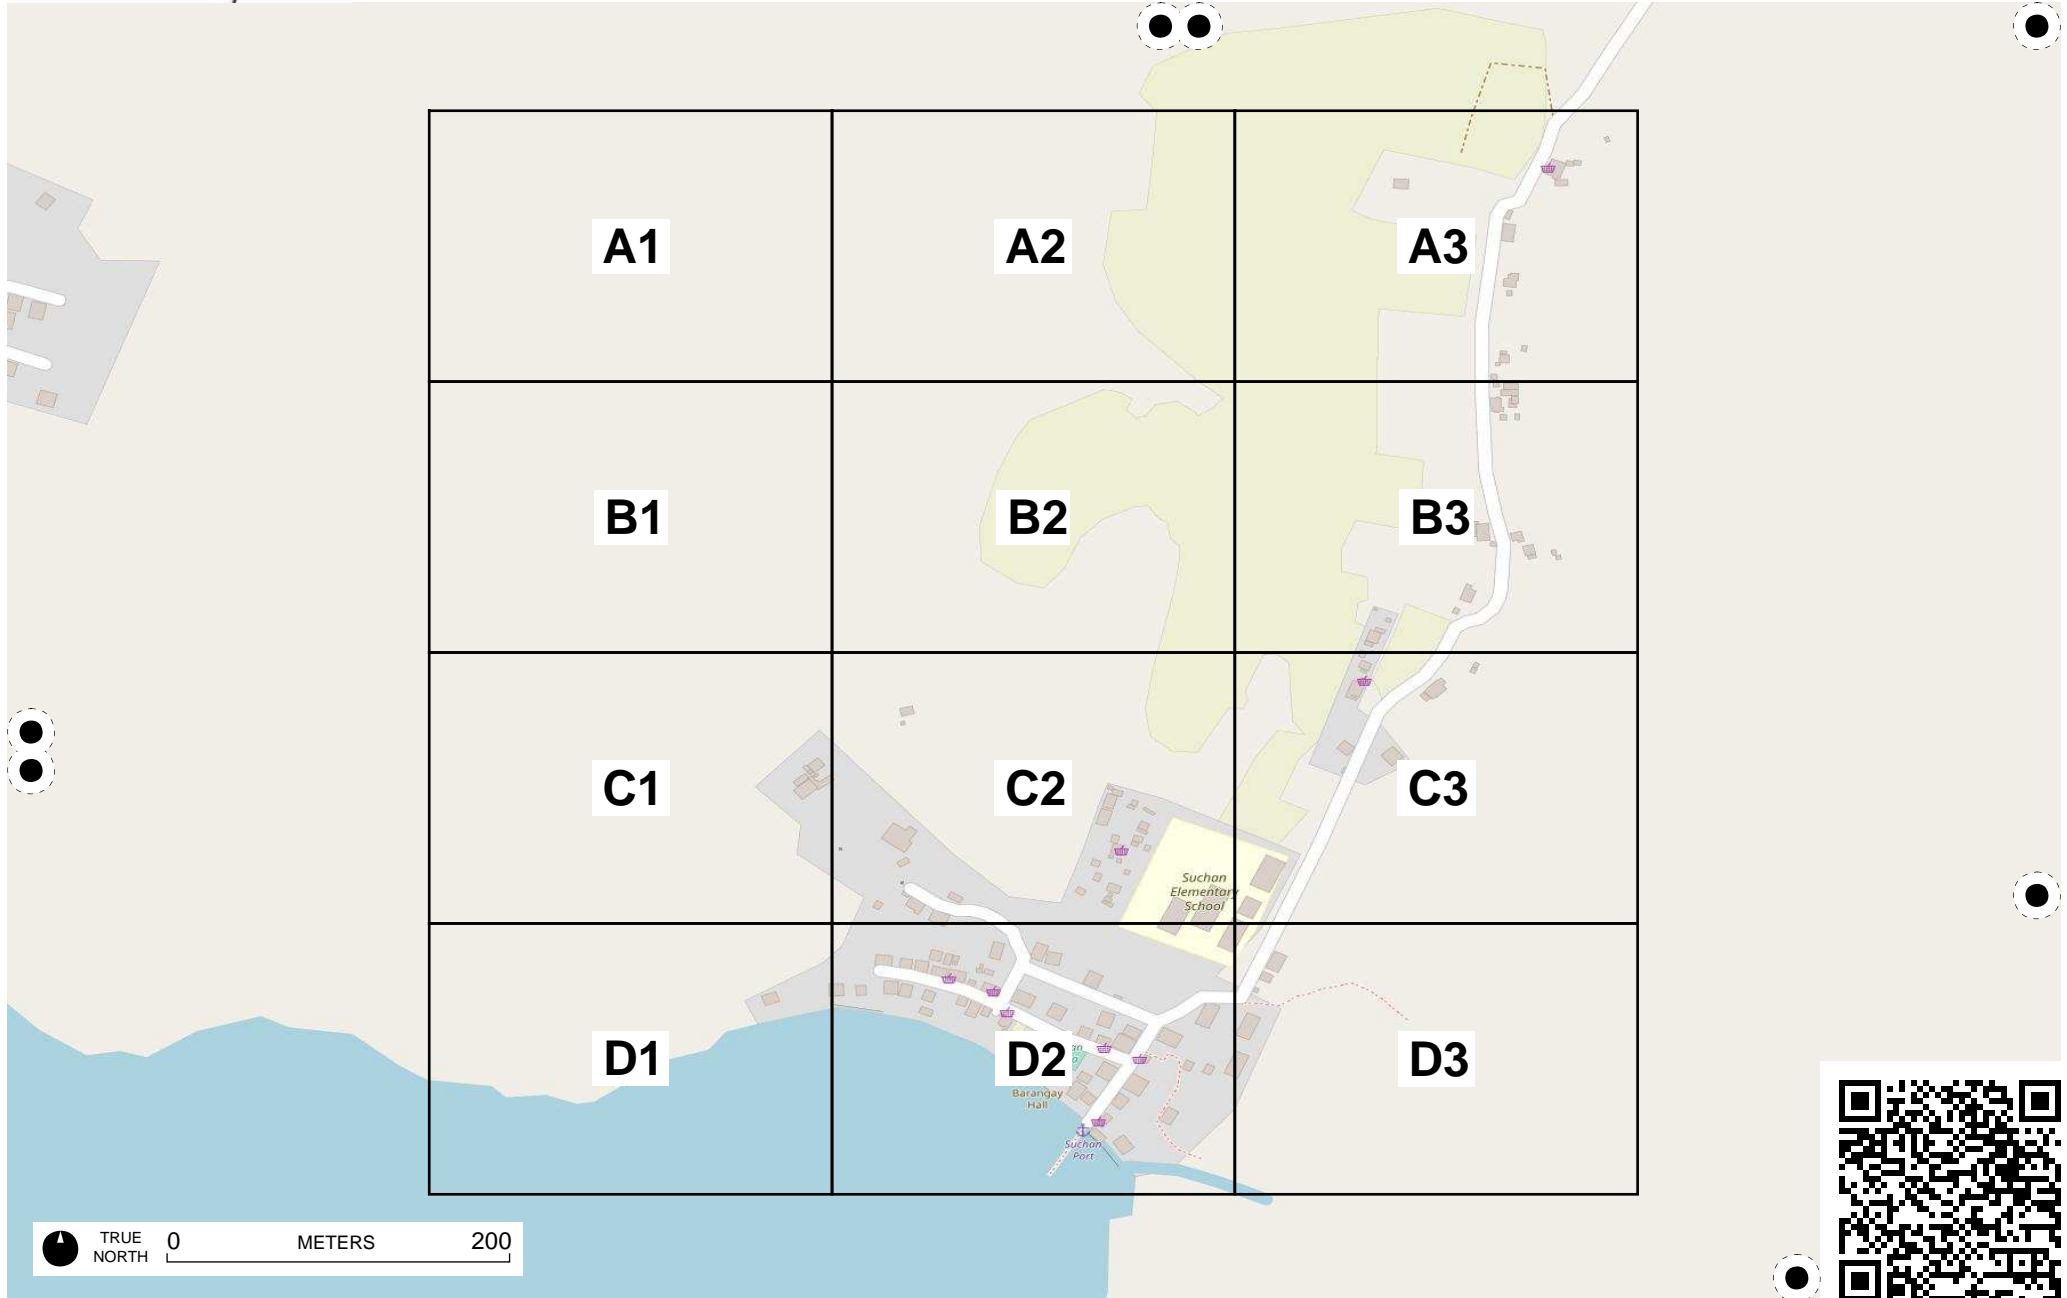 A1
A2
A3
B1
B2
B3
C1
C2
C3
Suchan
Elementary
School
D1
D2
D3
Barangay
Hall
Suchan
Port
TRUE
NORTH
0
METERS
200